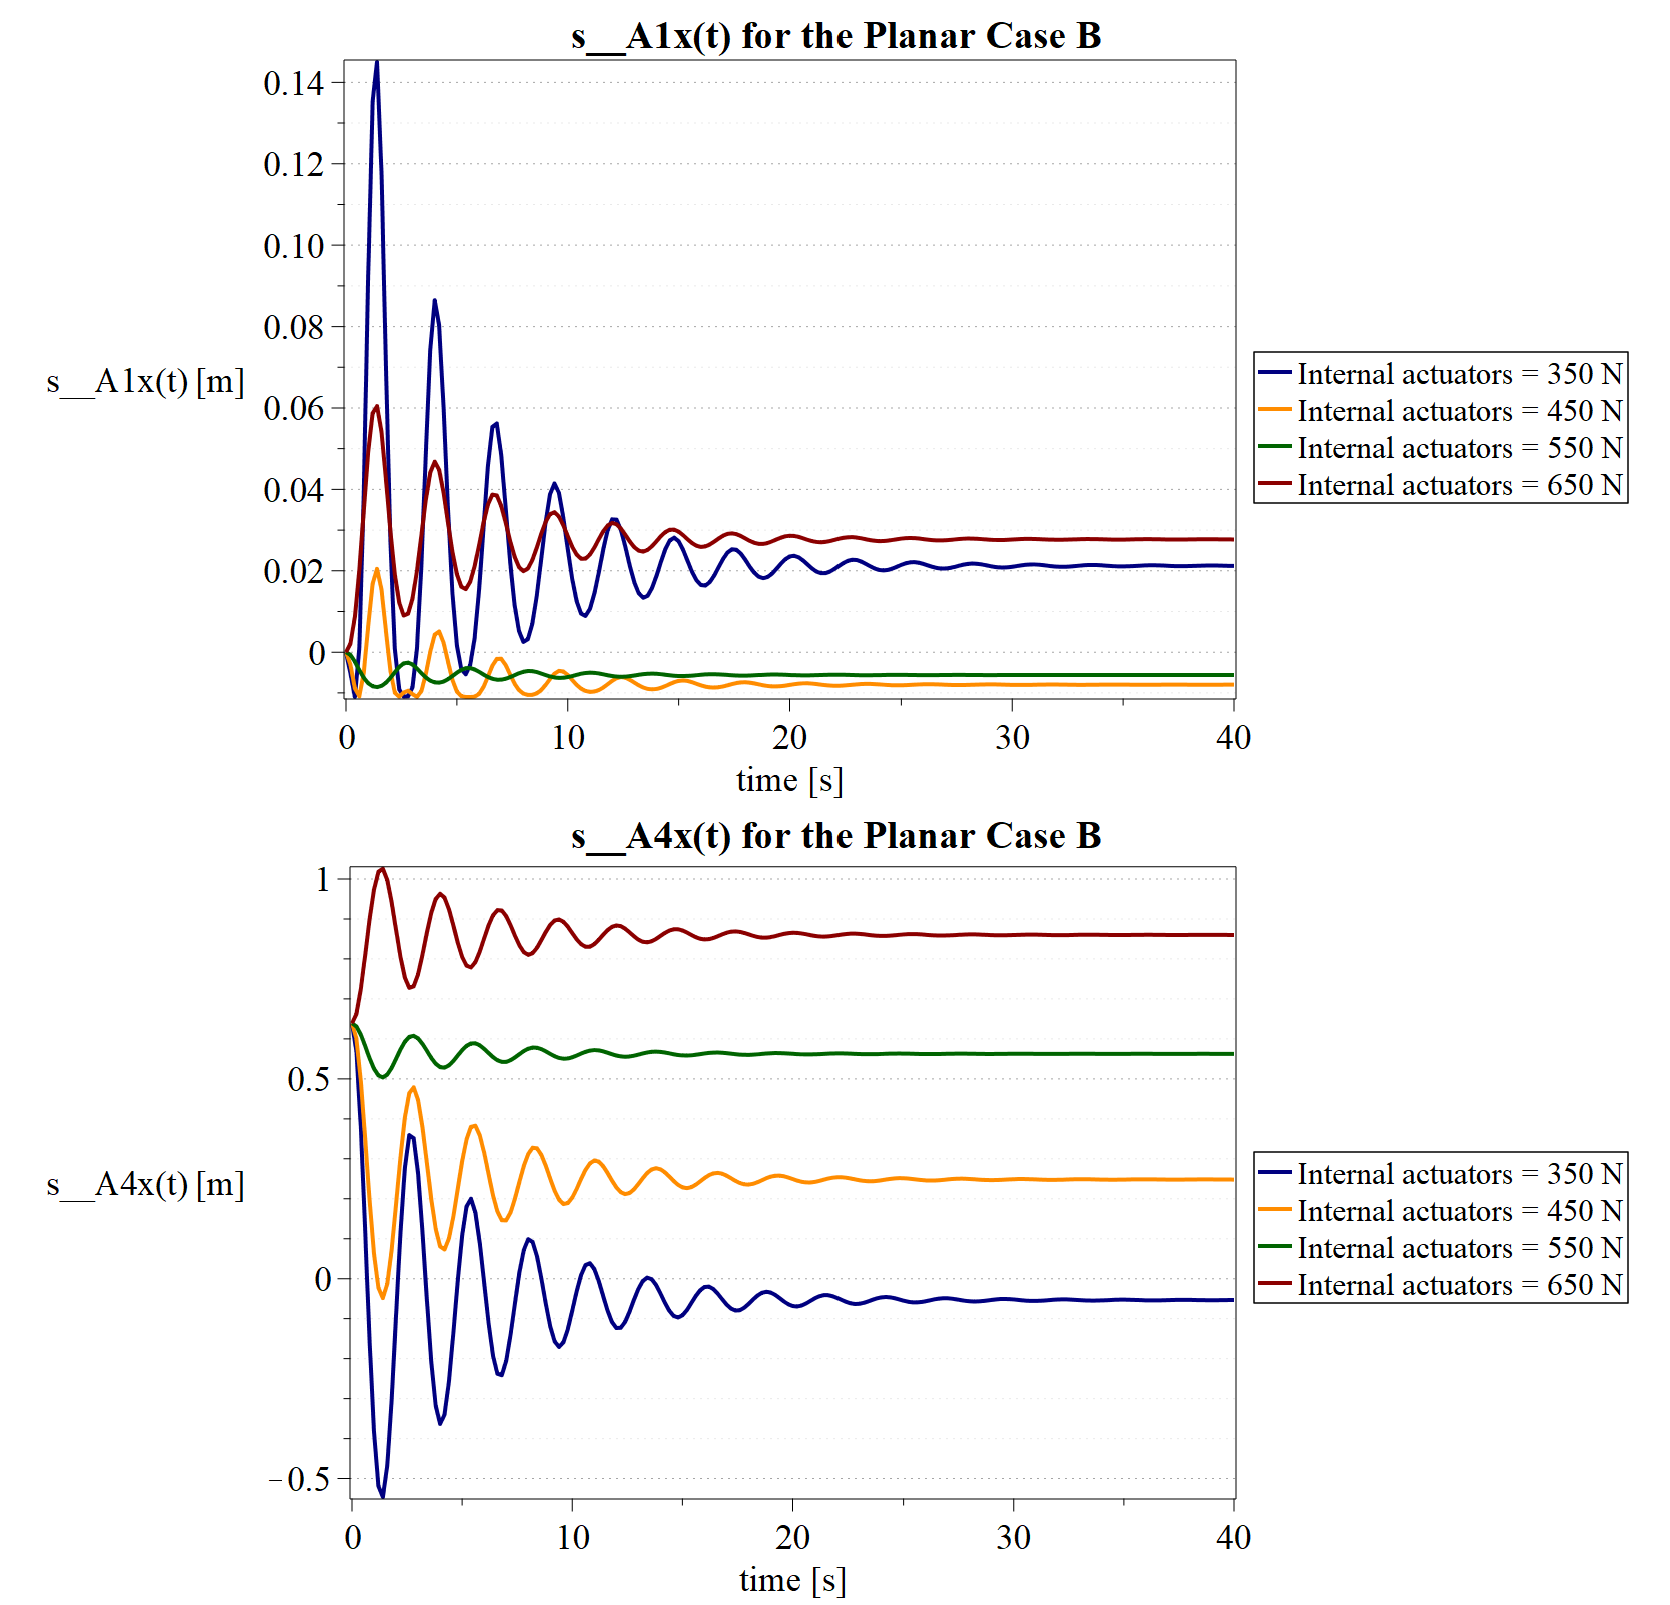 s__A1x(t) for the Planar Case B
0.14
0.12
0.10
0.08
0.06
0.04
0.02
0
s__A1x(t) [m]
0 10 20 30 40
time [s]
Internal actuators = 350 N
Internal actuators = 450 N
Internal actuators = 550 N
Internal actuators = 650 N
s__A4x(t) for the Planar Case B
1
0.5
0
−0.5
s__A4x(t) [m]
0 10 20 30 40
time [s]
Internal actuators = 350 N
Internal actuators = 450 N
Internal actuators = 550 N
Internal actuators = 650 N